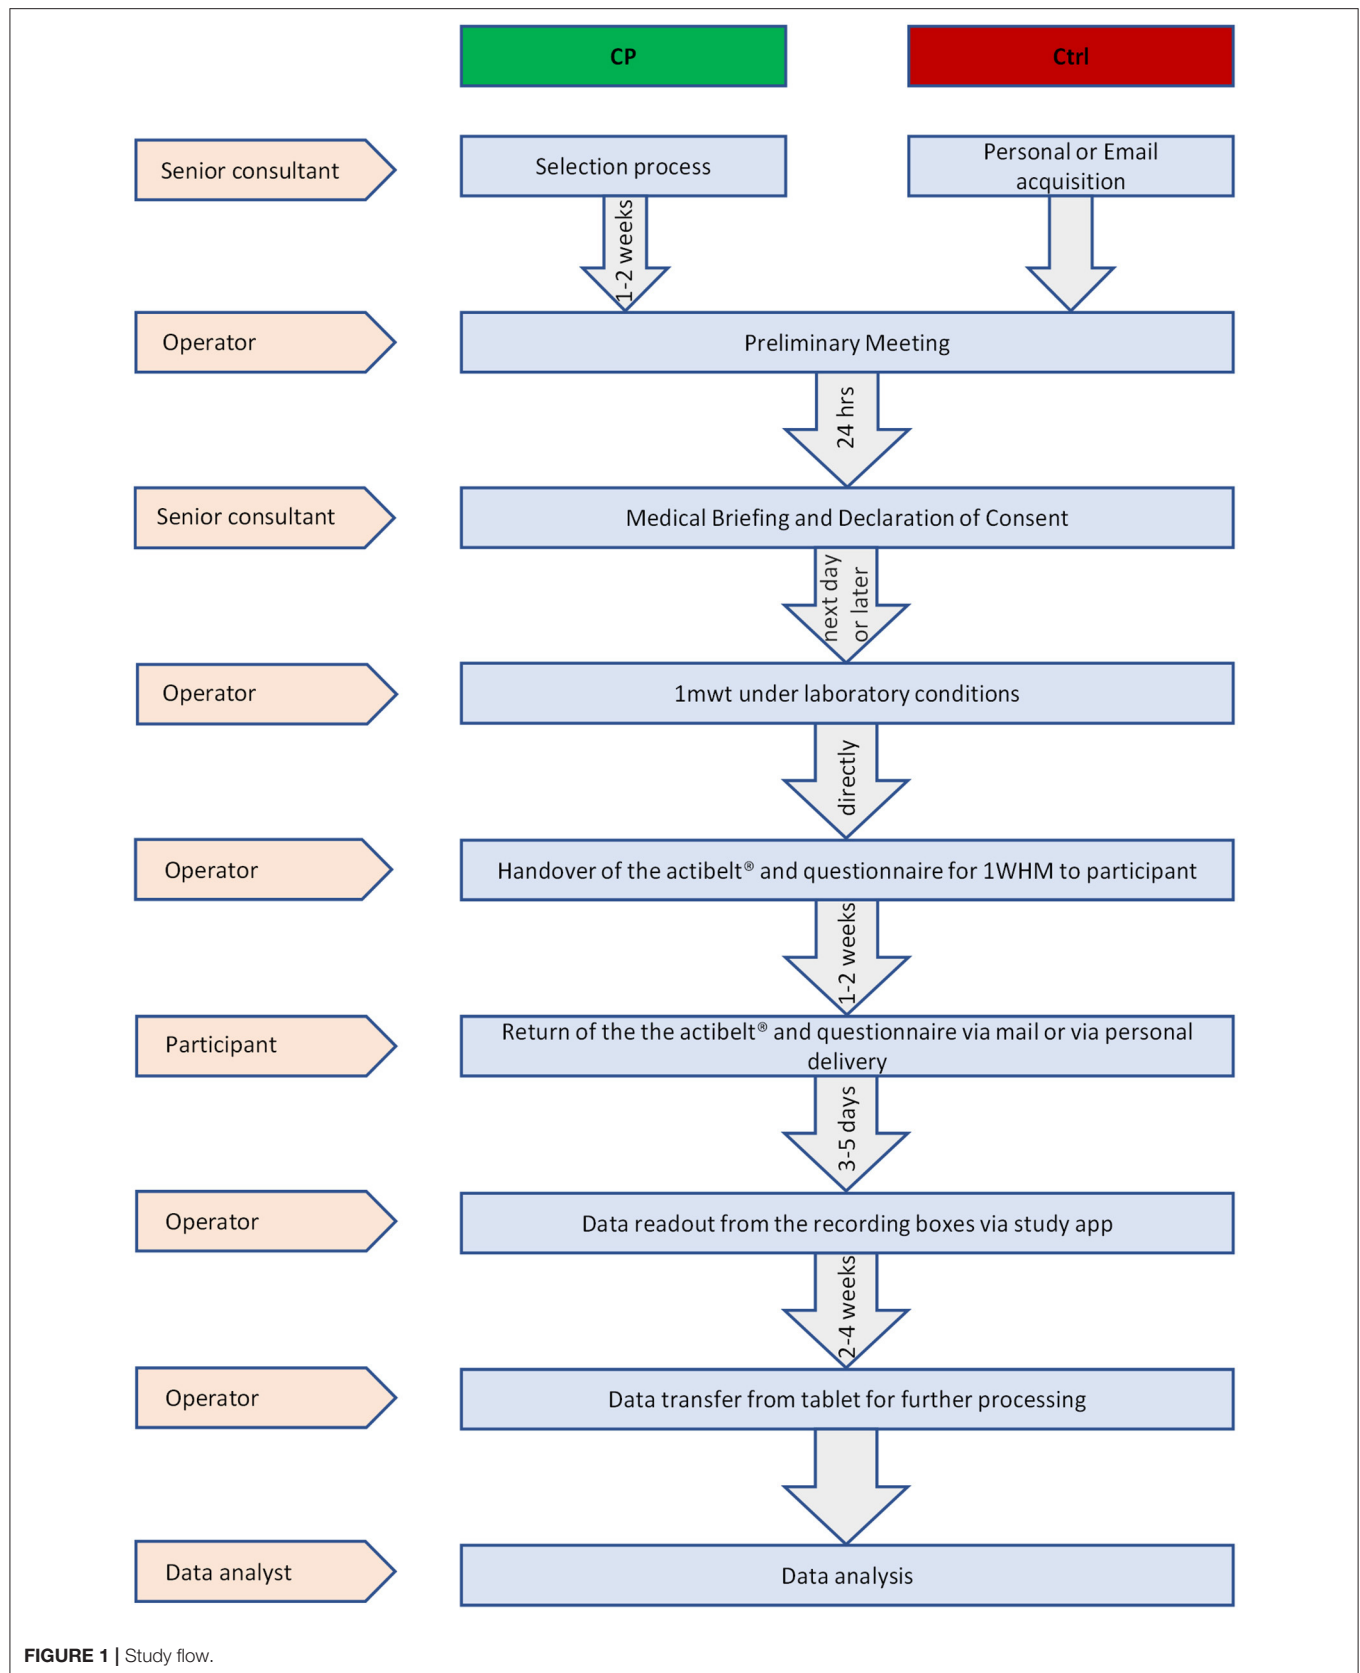 CP
Ctrl
Senior consultant
Selection process
Personal or Email
acquisition
1-2 weeks
Operator
Preliminary Meeting
24 hrs
Senior consultant
Medical Briefing and Declaration of Consent
next day
or later
Operator
1mwt under laboratory conditions
directly
Operator
Handover of the actibelt® and questionnaire for 1WHM to participant
1-2 weeks
Participant
Return of the the actibelt® and questionnaire via mail or via personal
delivery
3-5 days
Operator
Data readout from the recording boxes via study app
2-4 weeks
Operator
Data transfer from tablet for further processing
Data analyst
Data analysis
FIGURE 1 | Study flow.